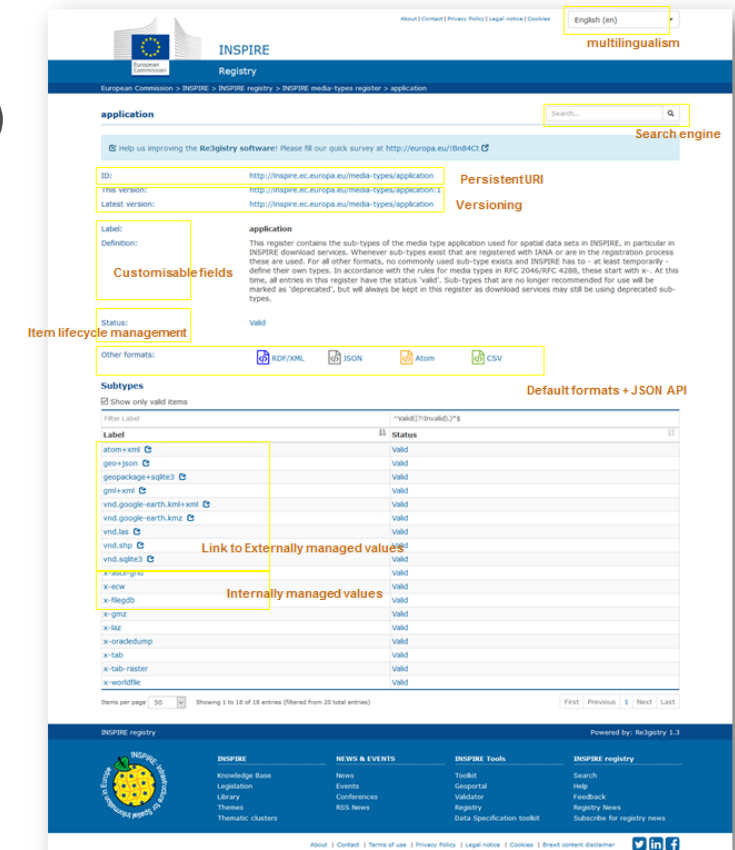 About | Contact | Privacy Policy | Legal notice | Cookies
English (en)
multilingualism
INSPIRE
European
Commission
Registry
European Commission > INSPIRE > INSPIRE registry > INSPIRE media-types register > application
application
Search...
Search engine
Help us improving the Re3gistry software! Please fill our quick survey at http://europa.eu/!Bn84Ct
ID: http://inspire.ec.europa.eu/media-types/application
Persistent URI
This version: http://inspire.ec.europa.eu/media-types/application:1
Latest version: http://inspire.ec.europa.eu/media-types/application
Versioning
Label: application
Definition: This register contains the sub-types of the media type application used for spatial data sets in INSPIRE, in particular in
INSPIRE download services. Whenever sub-types exist that are registered with IANA or are in the registration process
these are used. For all other formats, no commonly used sub-type exists and INSPIRE has to - at least temporarily -
define their own types. In accordance with the rules for media types in RFC 2046/RFC 4288, these start with x-. At this
time, all entries in this register have the status 'valid'. Sub-types that are no longer recommended for use will be
marked as 'deprecated', but will always be kept in this register as download services may still be using deprecated sub-
types.
Customisable fields
Status: Valid
Item lifecycle management
Other formats: RDF/XML JSON Atom CSV
Default formats + JSON API
Subtypes
Show only valid items
Filter Label ^Valid((?!Invalid).)*$
Label Status
atom+xml Valid
geo+json Valid
geopackage+sqlite3 Valid
gml+xml Valid
vnd.google-earth.kml+xml Valid
vnd.google-earth.kmz Valid
vnd.las Valid
vnd.shp Valid
Link to Externally managed values
vnd.sqlite3 Valid
x-ascii-grid Valid
x-ecw Valid
Internally managed values
x-filegdb Valid
x-gmz Valid
x-laz Valid
x-oracledump Valid
x-tab Valid
x-tab-raster Valid
x-worldfile Valid
Items per page 50 Showing 1 to 18 of 18 entries (filtered from 20 total entries) First Previous 1 Next Last
INSPIRE registry Powered by: Re3gistry 1.3
INSPIRE NEWS & EVENTS INSPIRE Tools INSPIRE registry
Knowledge Base News Toolkit Search
Legislation Events Geoportal Help
Library Conferences Validator Feedback
Themes RSS News Registry Registry News
Thematic clusters Data Specification toolkit Subscribe for registry news
INSPIRE Infrastructure for Spatial Information in Europe
About | Contact | Terms of use | Privacy Policy | Legal notice | Cookies | Brexit content disclaimer